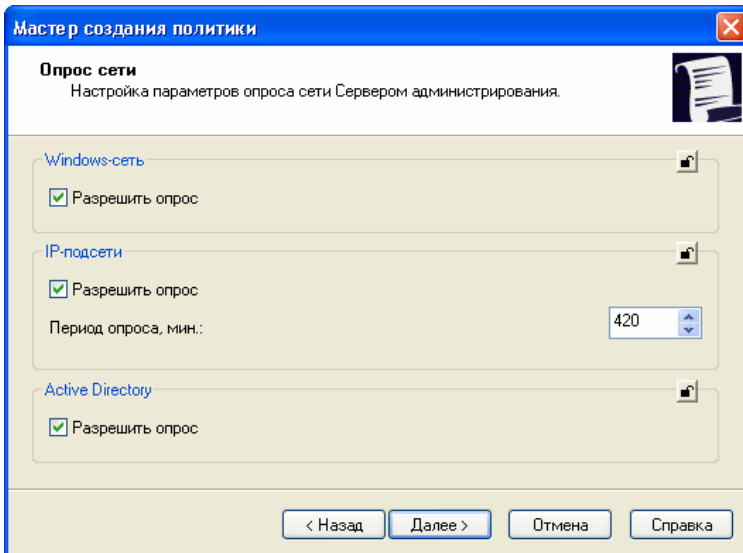 Мастер создания политики
Опрос сети
Настройка параметров опроса сети Сервером администрирования.
Windows-сеть
Разрешить опрос
IP-подсети
Разрешить опрос
Период опроса, мин.: 420
Active Directory
Разрешить опрос
< Назад Далее > Отмена Справка